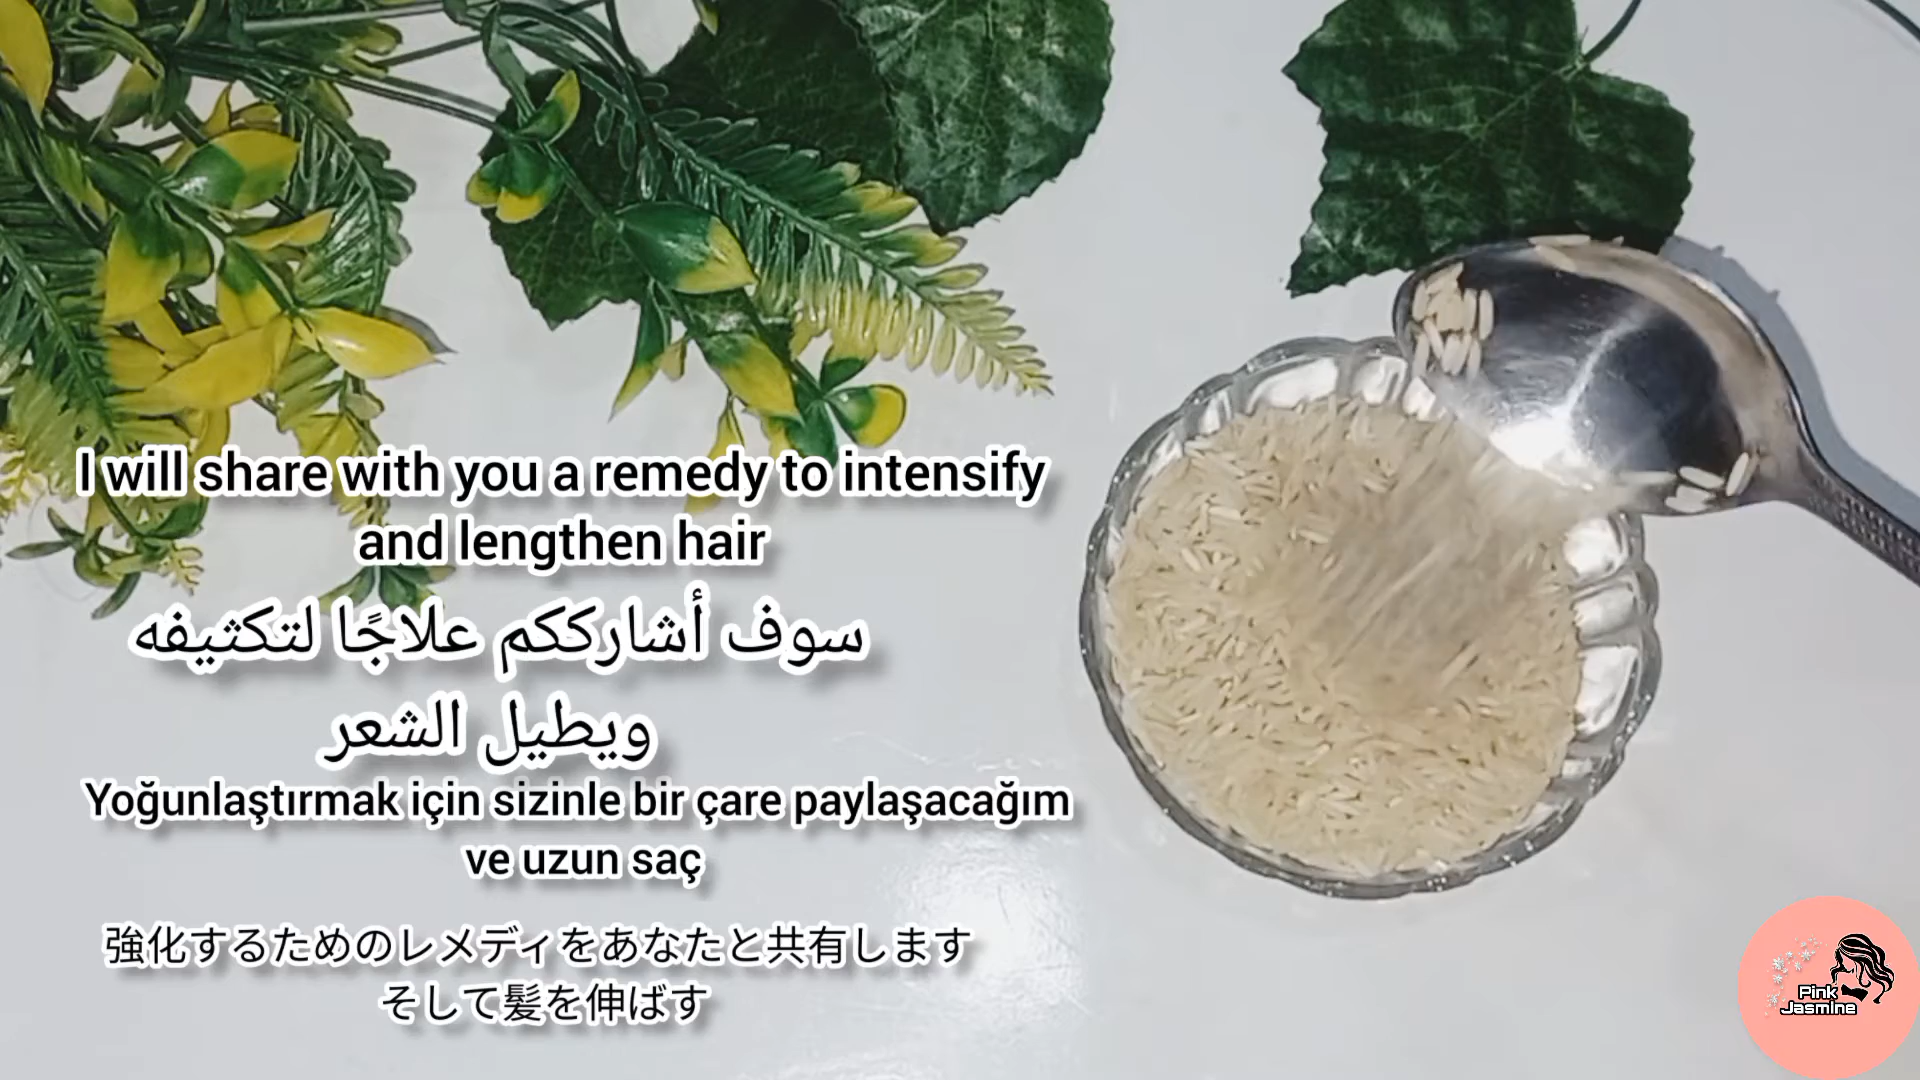 I will share with you a remedy to intensify
and lengthen hair
سوف أشارككم علاجًا لتكثيفه
ويطيل الشعر
Yoğunlaştırmak için sizinle bir çare paylaşacağım
ve uzun saç
強化するためのレメディをあなたと共有します
そして髪を伸ばす
Pink
Jasmine